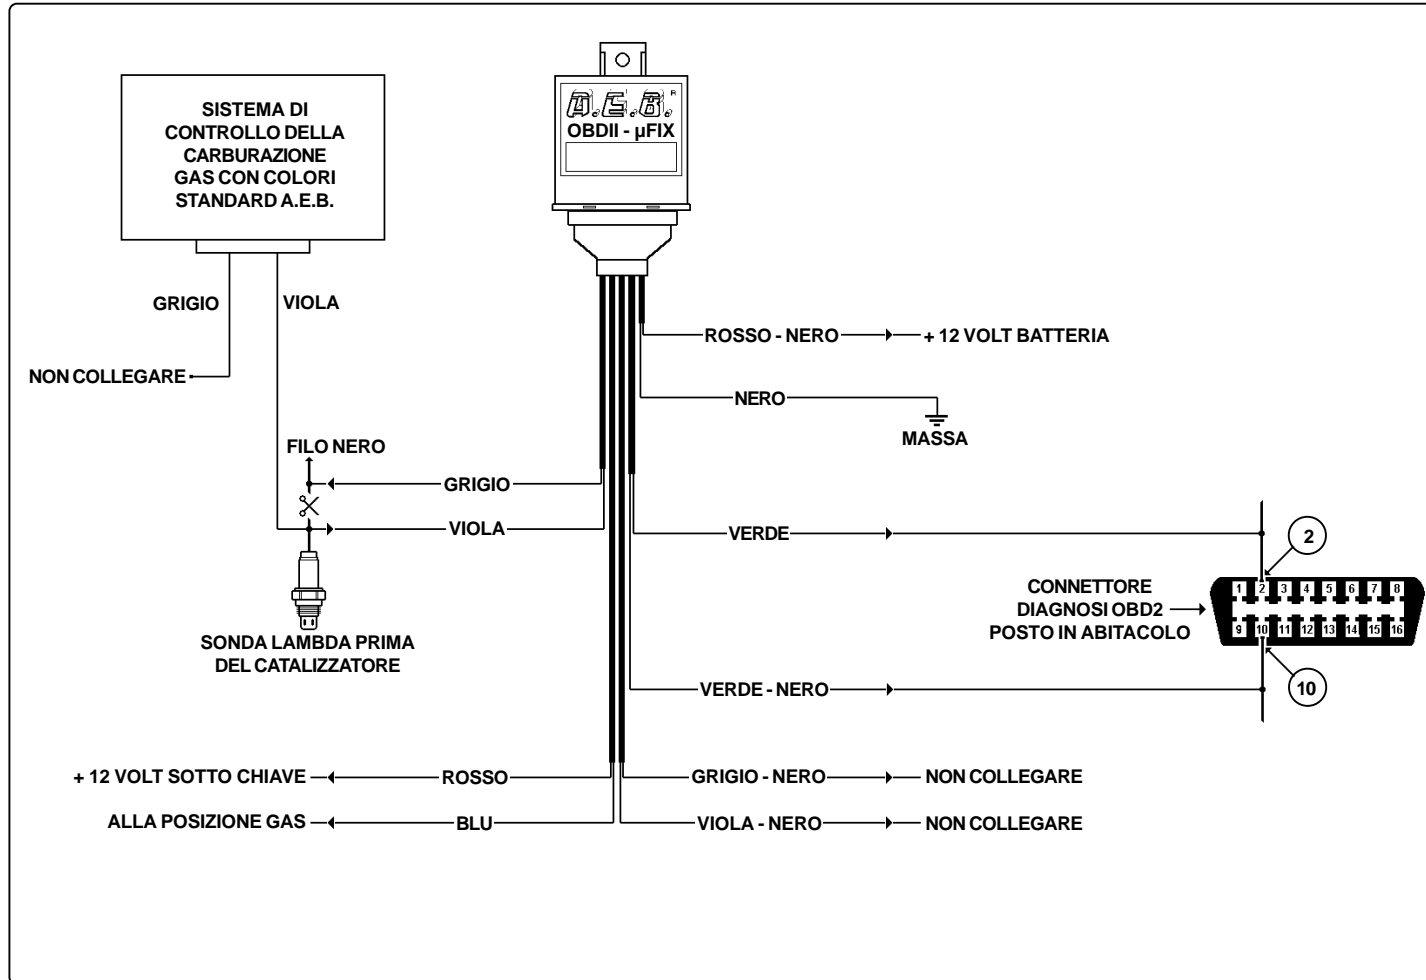 SISTEMA DI
CONTROLLO DELLA
CARBURAZIONE
GAS CON COLORI
STANDARD A.E.B.
A.E.B.
R
OBDII - µFIX
GRIGIO
VIOLA
NON COLLEGARE
ROSSO - NERO
+ 12 VOLT BATTERIA
NERO
MASSA
FILO NERO
GRIGIO
VIOLA
SONDA LAMBDA PRIMA
DEL CATALIZZATORE
VERDE
2
CONNETTORE
DIAGNOSI OBD2
POSTO IN ABITACOLO
1 2 3 4 5 6 7 8
9 10 11 12 13 14 15 16
VERDE - NERO
10
+ 12 VOLT SOTTO CHIAVE
ROSSO
GRIGIO - NERO
NON COLLEGARE
ALLA POSIZIONE GAS
BLU
VIOLA - NERO
NON COLLEGARE